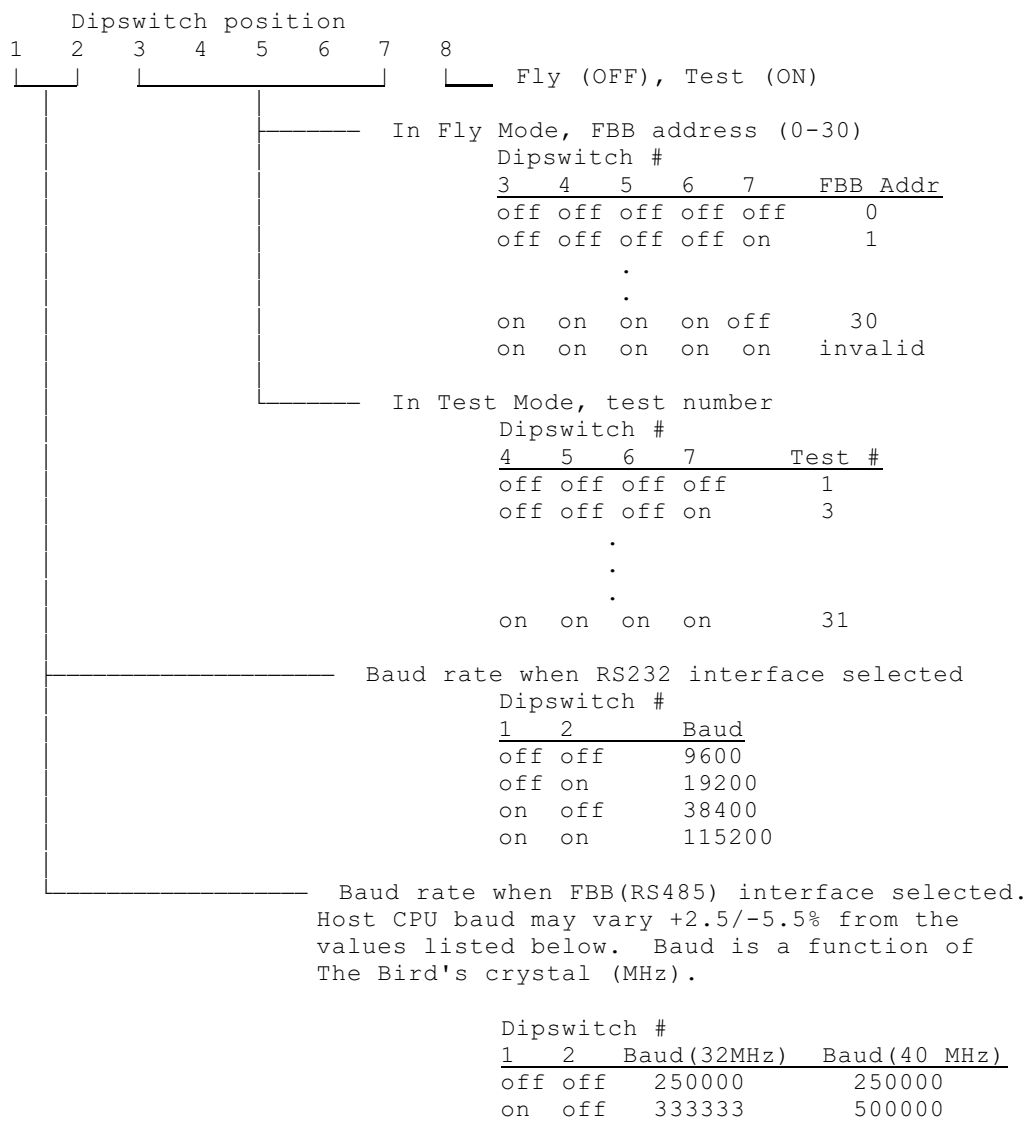 Dipswitch position
1 2 3 4 5 6 7 8
Fly (OFF), Test (ON)
In Fly Mode, FBB address (0-30)
Dipswitch #
3 4 5 6 7 FBB Addr
off off off off off 0
off off off off on 1
.
.
on on on on off 30
on on on on on invalid
In Test Mode, test number
Dipswitch #
4 5 6 7 Test #
off off off off 1
off off off on 3
.
.
.
on on on on 31
Baud rate when RS232 interface selected
Dipswitch #
1 2 Baud
off off 9600
off on 19200
on off 38400
on on 115200
Baud rate when FBB(RS485) interface selected.
Host CPU baud may vary +2.5/-5.5% from the
values listed below. Baud is a function of
The Bird's crystal (MHz).
Dipswitch #
1 2 Baud(32MHz) Baud(40 MHz)
off off 250000 250000
on off 333333 500000